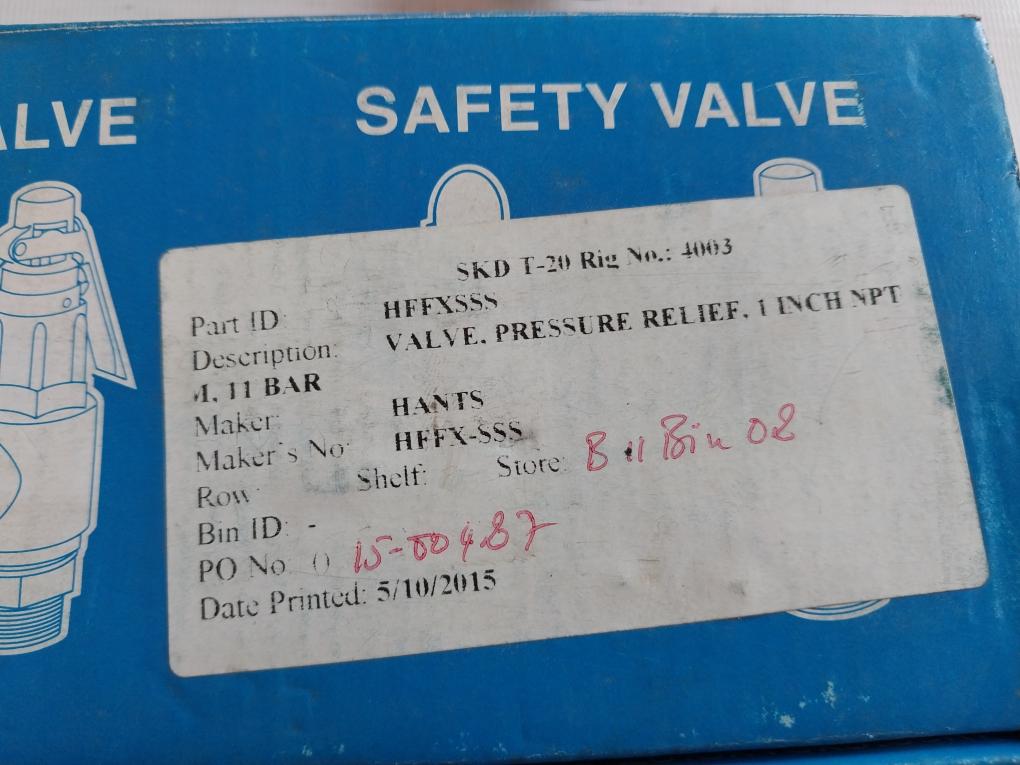 ALVE
SAFETY VALVE
SKD T-20 Rig No.: 4003
Part ID: HFFXSSS
Description: VALVE, PRESSURE RELIEF, 1 INCH NPT
M, 11 BAR
Maker: HANTS
Maker's No: HFFX-SSS
Row: Shelf: Store: B 11 Bin 02
Bin ID: -
PO No: 0 15-00487
Date Printed: 5/10/2015